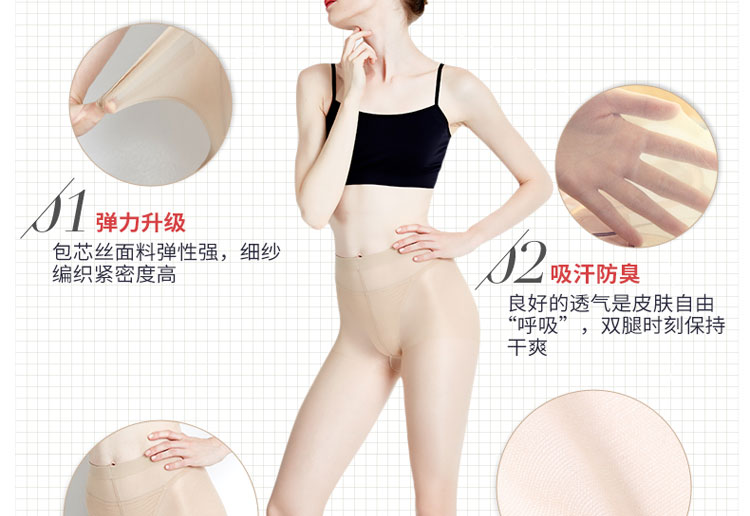 01 弹力升级
包芯丝面料弹性强，细纱
编织紧密度高
02 吸汗防臭
良好的透气是皮肤自由
“呼吸”，双腿时刻保持
干爽